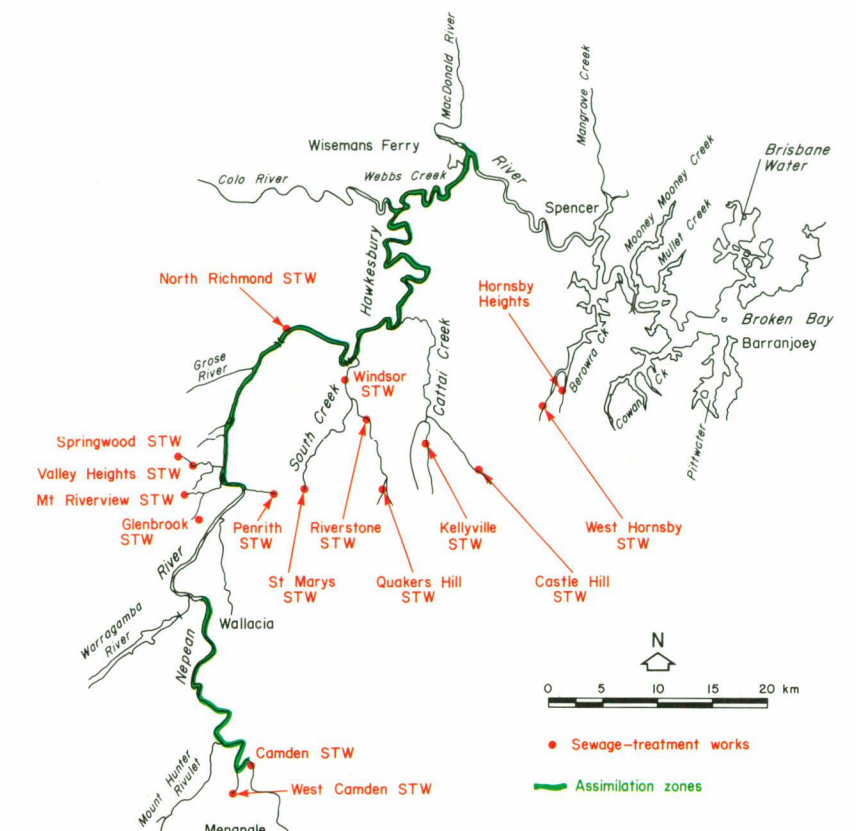 MacDonald River
Mangrove Creek
Wisemans Ferry
Brisbane
Water
Colo River
Webbs Creek
River
Mooney Mooney Creek
Spencer
Mullet Creek
Hawkesbury
North Richmond STW
Hornsby
Heights
Broken Bay
Barranjoey
Grose
River
Cattai Creek
Berowra Ck
Windsor
STW
South Creek
Cowan Ck
Pittwater
Springwood STW
Valley Heights STW
Mt Riverview STW
Glenbrook
STW
Penrith
STW
Riverstone
STW
Kellyville
STW
West Hornsby
STW
River
St Marys
STW
Quakers Hill
STW
Castle Hill
STW
Warragamba
River
Wallacia
Nepean
N
0 5 10 15 20 km
Sewage-treatment works
Camden STW
Assimilation zones
West Camden STW
Mount Hunter
Rivulet
Menangle